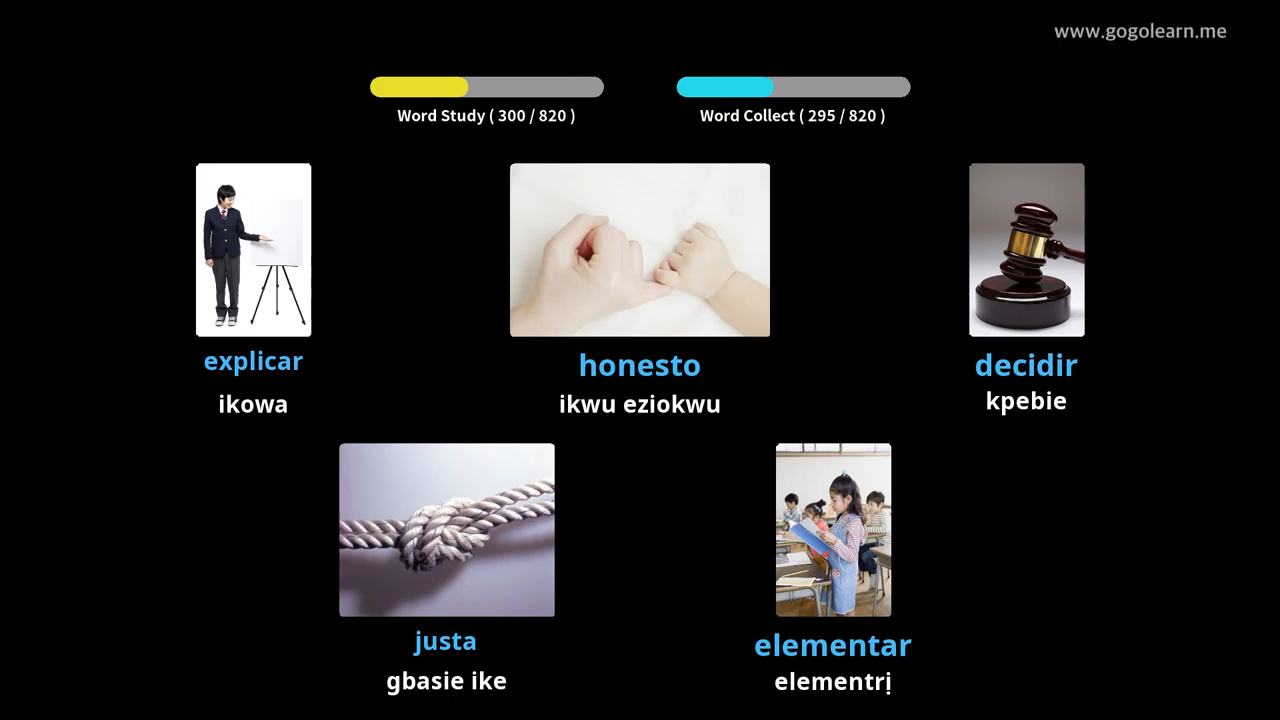 www.gogolearn.me
Word Study ( 300 / 820 )
Word Collect ( 295 / 820 )
explicar
ikowa
honesto
ikwu eziokwu
decidir
kpebie
justa
gbasie ike
elementar
elementrị